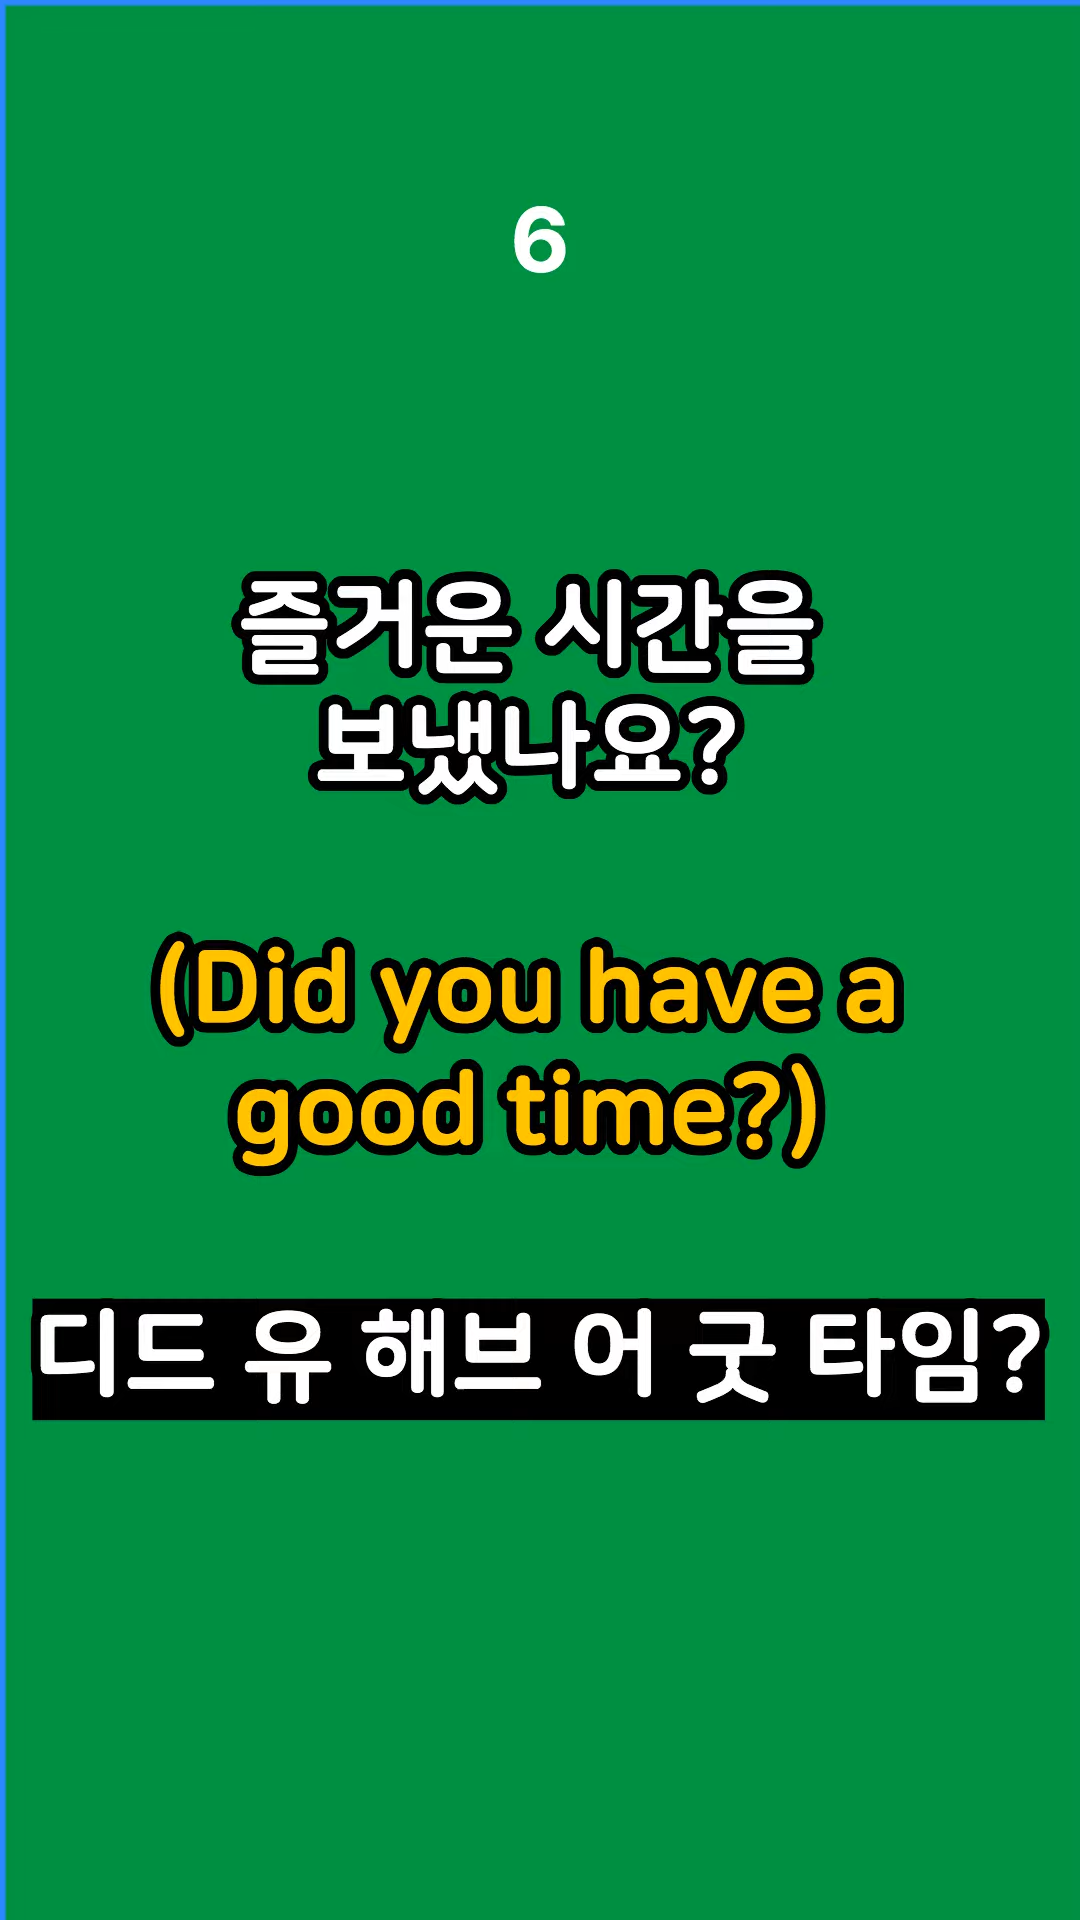 6
즐거운 시간을
보냈나요?
(Did you have a
good time?)
디드 유 해브 어 굿 타임?